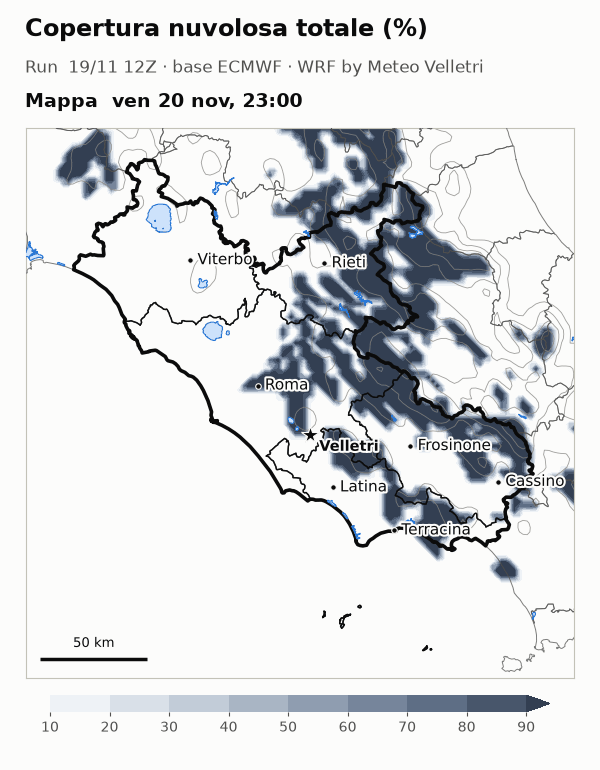 Copertura nuvolosa totale (%)
Run  19/11 12Z · base ECMWF · WRF by Meteo Velletri
Mappa  ven 20 nov, 23:00
Viterbo
Rieti
Roma
Velletri
Frosinone
Cassino
Latina
Terracina
50 km
10 20 30 40 50 60 70 80 90